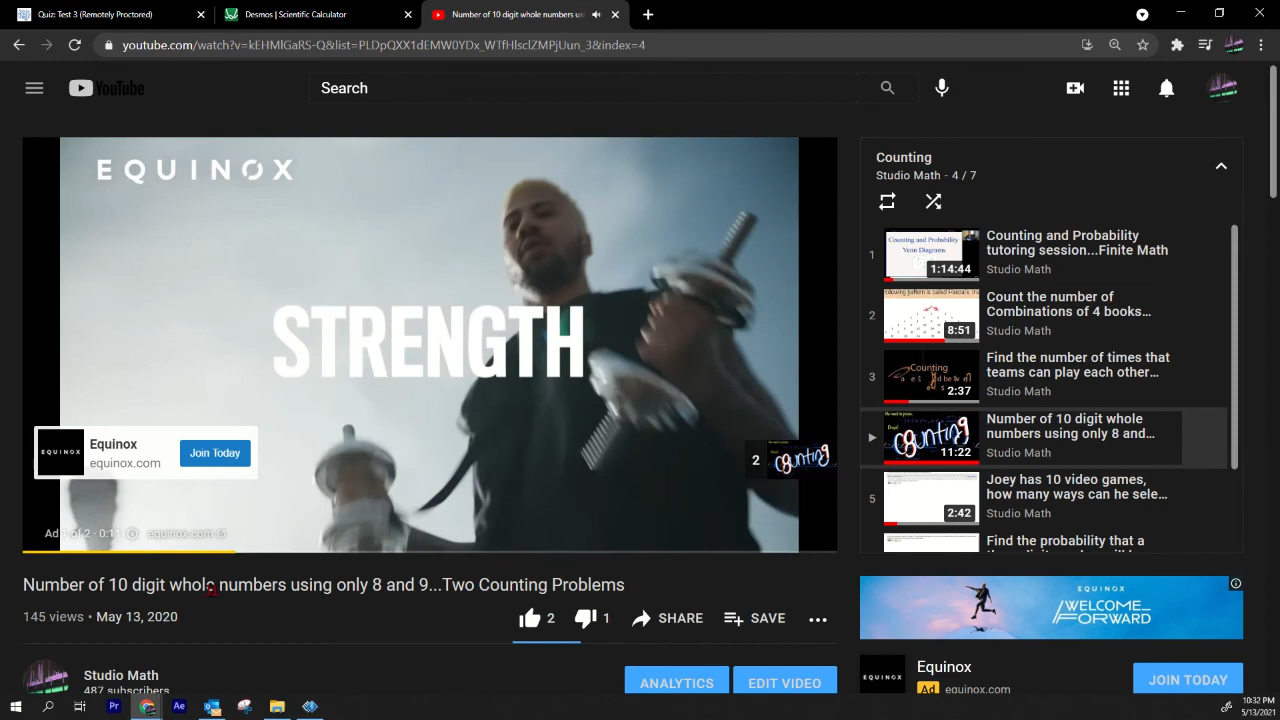 Quiz: Test 3 (Remotely Proctored)
Desmos | Scientific Calculator
Number of 10 digit whole numbers us
youtube.com/watch?v=kEHMlGaRS-Q&list=PLDpQXX1dEMW0YDx_WTfHlsclZMPjUun_3&index=4
YouTube
Search
EQUINOX
STRENGTH
Equinox
equinox.com
Join Today
EQUINOX
2
Counting
Ad 1 of 2 · 0:11
equinox.com
Number of 10 digit whole numbers using only 8 and 9...Two Counting Problems
145 views • May 13, 2020
2
1
SHARE
SAVE
Studio Math
487 subscribers
ANALYTICS
EDIT VIDEO
Counting
Studio Math - 4 / 7
1
Counting and Probability
Venn Diagrams
1:14:44
Counting and Probability
tutoring session...Finite Math
Studio Math
2
8:51
Count the number of
Combinations of 4 books...
Studio Math
3
Counting
2:37
Find the number of times that
teams can play each other...
Studio Math
Counting
11:22
Number of 10 digit whole
numbers using only 8 and...
Studio Math
5
2:42
Joey has 10 video games,
how many ways can he sele...
Studio Math
Find the probability that a
EQUINOX
WELCOME_
FORWARD
EQUINOX
Equinox
Ad equinox.com
JOIN TODAY
Pr
Ae
10:32 PM
5/13/2021